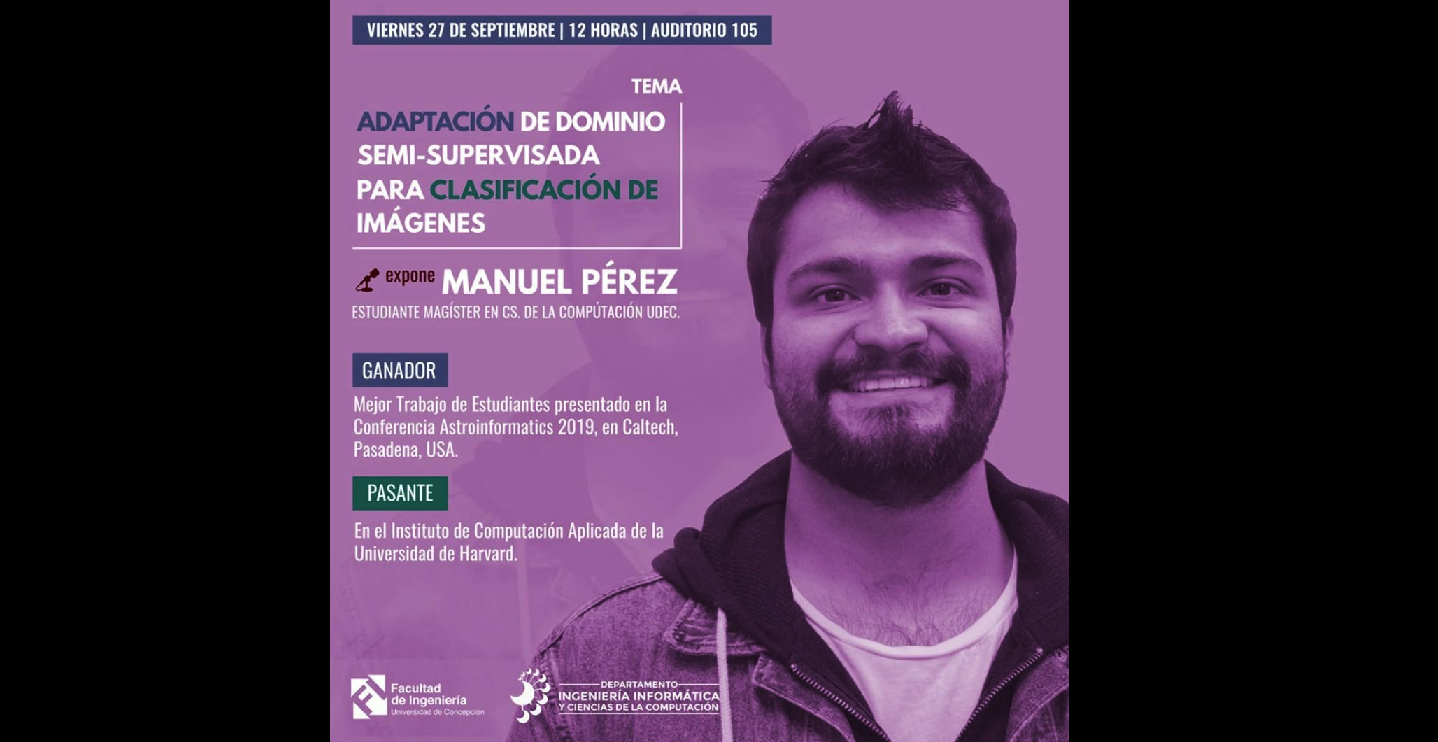 VIERNES 27 DE SEPTIEMBRE | 12 HORAS | AUDITORIO 105
TEMA
ADAPTACIÓN DE DOMINIO
SEMI-SUPERVISADA
PARA CLASIFICACIÓN DE
IMÁGENES
expone MANUEL PÉREZ
ESTUDIANTE MAGÍSTER EN CS. DE LA COMPÚTACIÓN UDEC.
GANADOR
Mejor Trabajo de Estudiantes presentado en la
Conferencia Astroinformatics 2019, en Caltech,
Pasadena, USA.
PASANTE
En el Instituto de Computación Aplicada de la
Universidad de Harvard.
Facultad
de Ingeniería
Universidad de Concepción
DEPARTAMENTO
INGENIERÍA INFORMÁTICA
Y CIENCIAS DE LA COMPUTACIÓN